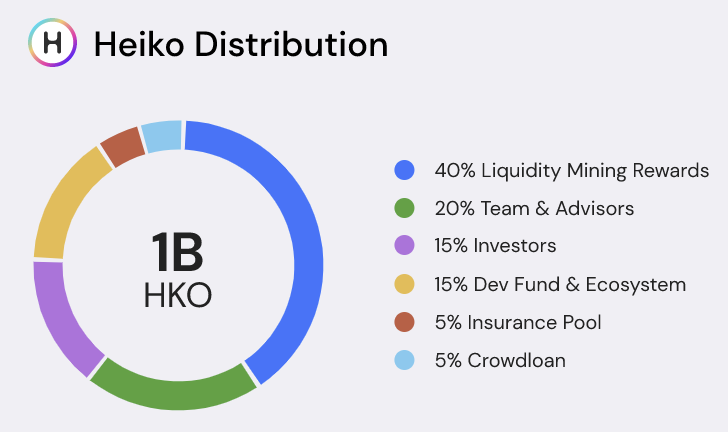 H
Heiko Distribution
1B
HKO
40% Liquidity Mining Rewards
20% Team & Advisors
15% Investors
15% Dev Fund & Ecosystem
5% Insurance Pool
5% Crowdloan